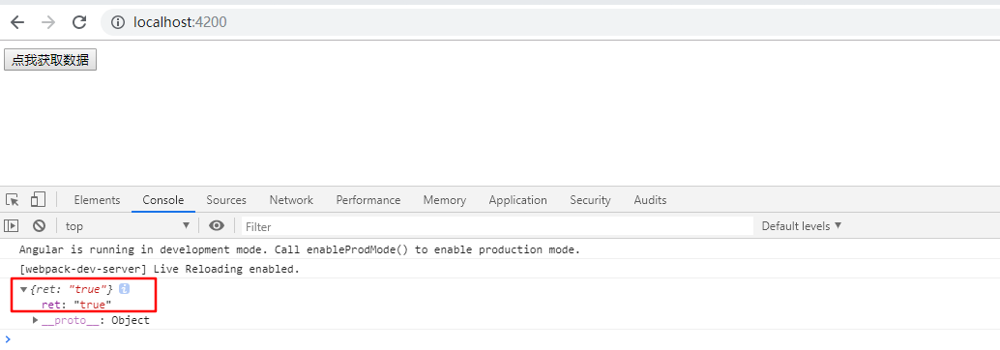 localhost:4200
点我获取数据
Elements Console Sources Network Performance Memory Application Security Audits
top Filter Default levels
Angular is running in development mode. Call enableProdMode() to enable production mode.
[webpack-dev-server] Live Reloading enabled.
{ret: "true"}
ret: "true"
__proto__: Object